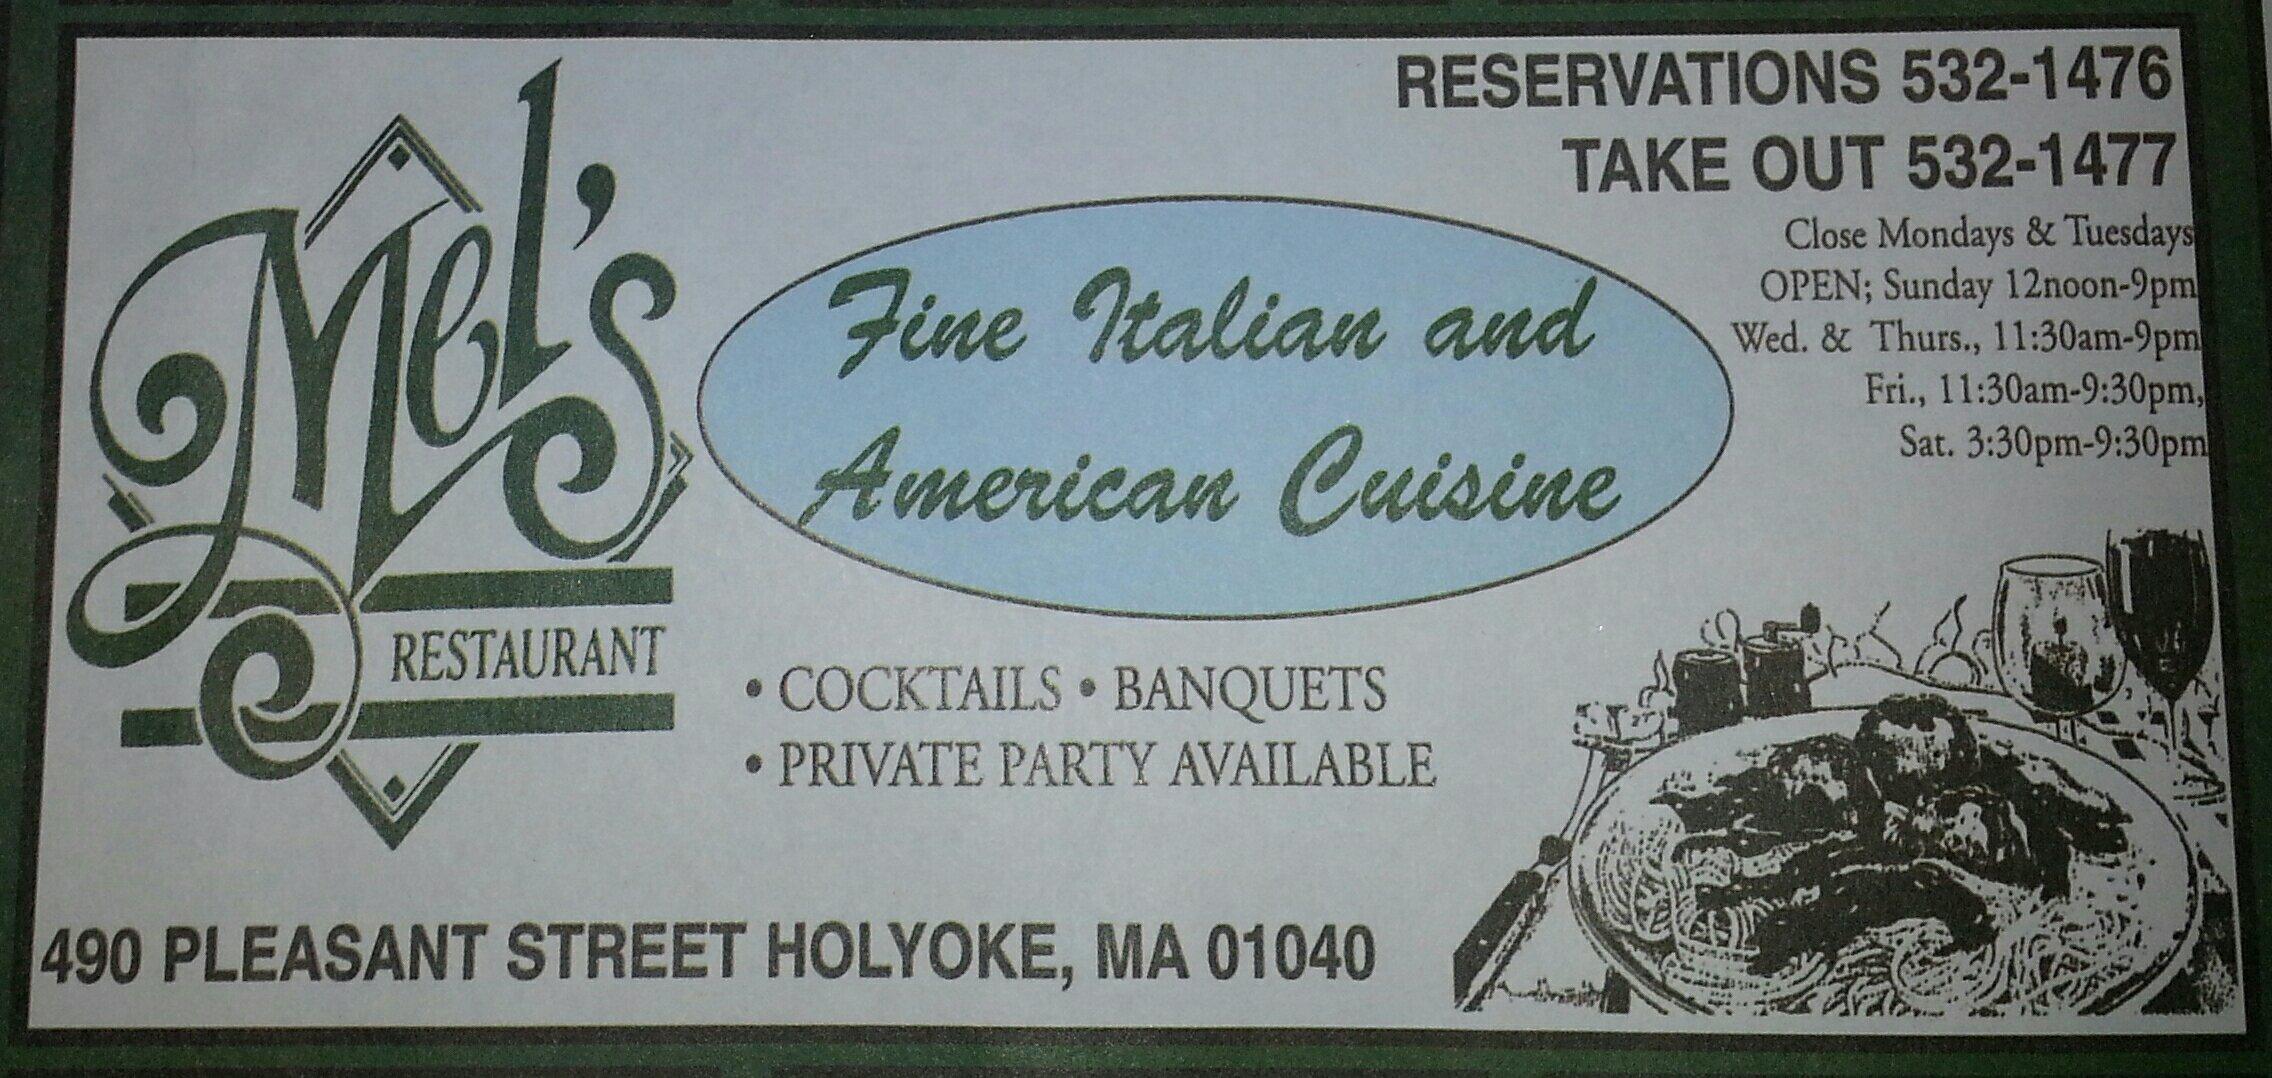 Mel's
RESTAURANT
RESERVATIONS 532-1476
TAKE OUT 532-1477
Close Mondays & Tuesdays
OPEN; Sunday 12noon-9pm
Wed. & Thurs., 11:30am-9pm
Fri., 11:30am-9:30pm,
Sat. 3:30pm-9:30pm
Fine Italian and
American Cuisine
• COCKTAILS • BANQUETS
• PRIVATE PARTY AVAILABLE
490 PLEASANT STREET HOLYOKE, MA 01040